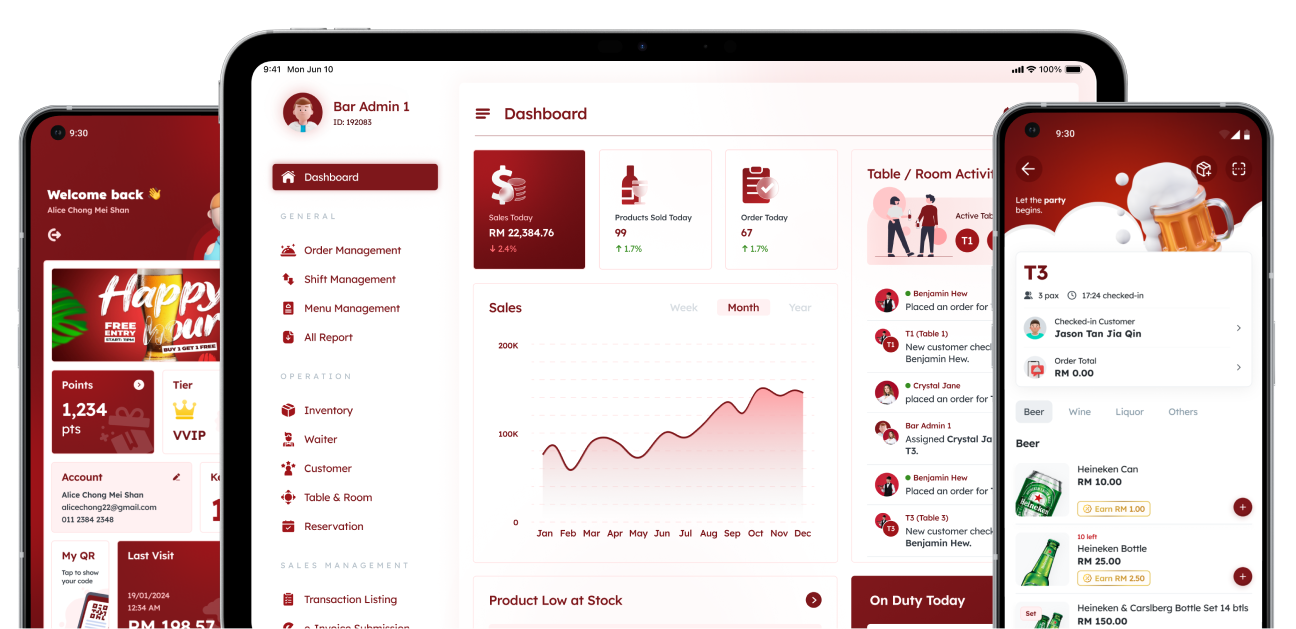 9:30
Welcome back 👋
Alice Chong Mei Shan
Happy
Hour
FREE
ENTRY
START: 11PM
BUY 1 GET 1 FREE
Points
1,234
pts
Tier
VVIP
Account
Alice Chong Mei Shan
alicechong22@gmail.com
011 2384 2348
My QR
Tap to show
your code
Last Visit
19/01/2024
12:34 AM
RM 198.57
9:41 Mon Jun 10
100%
Bar Admin 1
ID: 192083
Dashboard
GENERAL
Order Management
Shift Management
Menu Management
All Report
OPERATION
Inventory
Waiter
Customer
Table & Room
Reservation
SALES MANAGEMENT
Transaction Listing
e-Invoice Submission
Dashboard
Sales Today
RM 22,384.76
↓ 2.4%
Products Sold Today
99
↑ 1.7%
Order Today
67
↑ 1.7%
Sales
Week Month Year
200K
100K
0
Jan Feb Mar Apr May Jun Jul Aug Sep Oct Nov Dec
Product Low at Stock
Table / Room Activit
Active Tab
T1
Benjamin Hew
Placed an order for
T1
T1 (Table 1)
New customer check
Benjamin Hew.
Crystal Jane
placed an order for T
Bar Admin 1
Assigned Crystal Ja
T3.
Benjamin Hew
Placed an order for T
T3
T3 (Table 3)
New customer check
Benjamin Hew.
On Duty Today
9:30
Let the party
begins.
T3
3 pax 17:24 checked-in
Checked-in Customer
Jason Tan Jia Qin
Order Total
RM 0.00
Beer Wine Liquor Others
Beer
Heineken Can
RM 10.00
Earn RM 1.00
Heineken
10 left
Heineken Bottle
RM 25.00
Earn RM 2.50
Set
Heineken & Carslberg Bottle Set 14 btls
RM 150.00